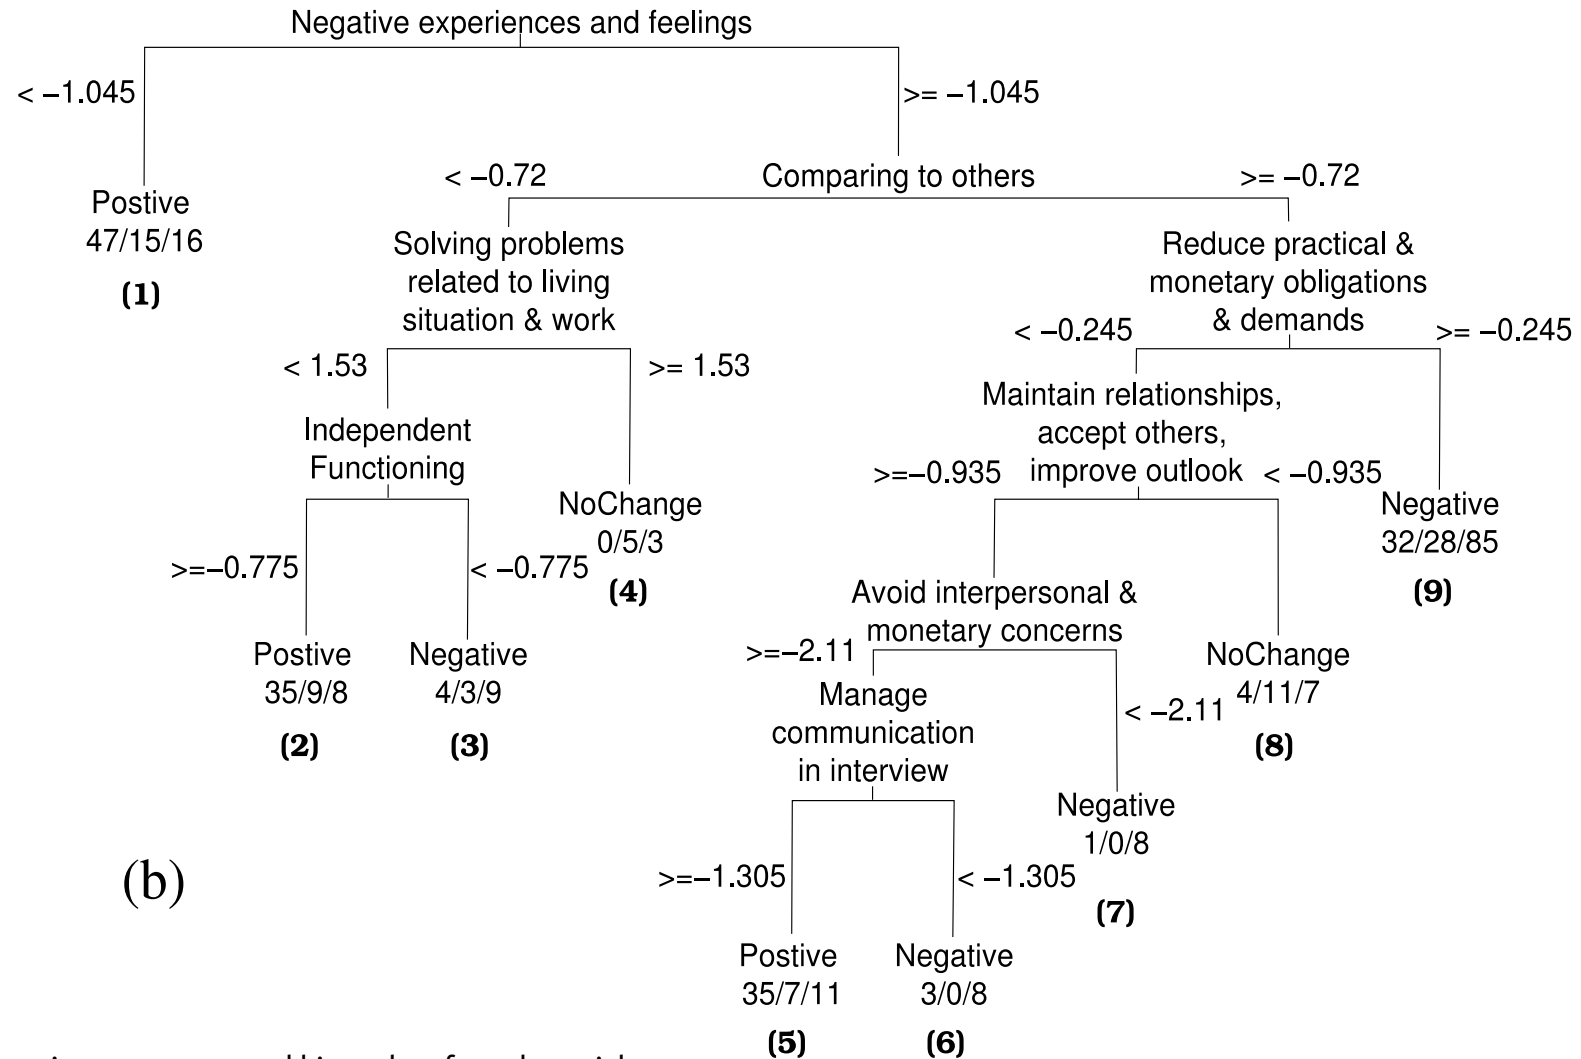 Negative experiences and feelings
< −1.045
>= −1.045
Postive
47/15/16
(1)
< −0.72
Comparing to others
>= −0.72
Solving problems
related to living
situation & work
Reduce practical &
monetary obligations
& demands
< 1.53
>= 1.53
< −0.245
>= −0.245
Independent
Functioning
NoChange
0/5/3
(4)
Maintain relationships,
accept others,
improve outlook
>=−0.935
< −0.935
Negative
32/28/85
(9)
>=−0.775
< −0.775
Postive
35/9/8
(2)
Negative
4/3/9
(3)
Avoid interpersonal &
monetary concerns
>=−2.11
< −2.11
NoChange
4/11/7
(8)
Manage
communication
in interview
Negative
1/0/8
(7)
>=−1.305
< −1.305
Postive
35/7/11
(5)
Negative
3/0/8
(6)
(b)